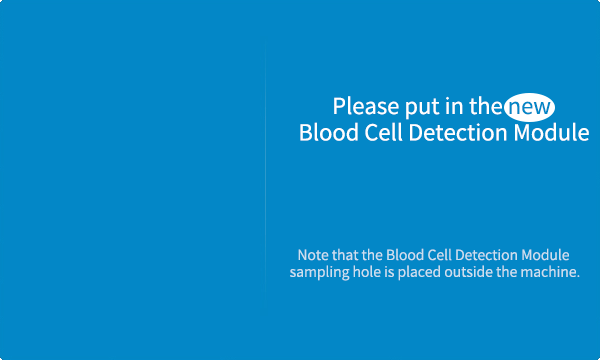 Please put in the new
Blood Cell Detection Module
Note that the Blood Cell Detection Module
sampling hole is placed outside the machine.